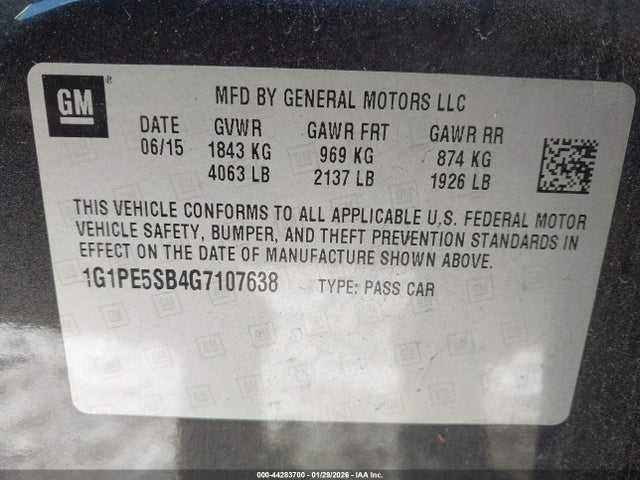 GM
MFD BY GENERAL MOTORS LLC
DATE GVWR GAWR FRT GAWR RR
06/15 1843 KG 969 KG 874 KG
4063 LB 2137 LB 1926 LB
THIS VEHICLE CONFORMS TO ALL APPLICABLE U.S. FEDERAL MOTOR
VEHICLE SAFETY, BUMPER, AND THEFT PREVENTION STANDARDS IN
EFFECT ON THE DATE OF MANUFACTURE SHOWN ABOVE.
1G1PE5SB4G7107638 TYPE: PASS CAR
000-44283700 - 01/29/2026 - IAA Inc.